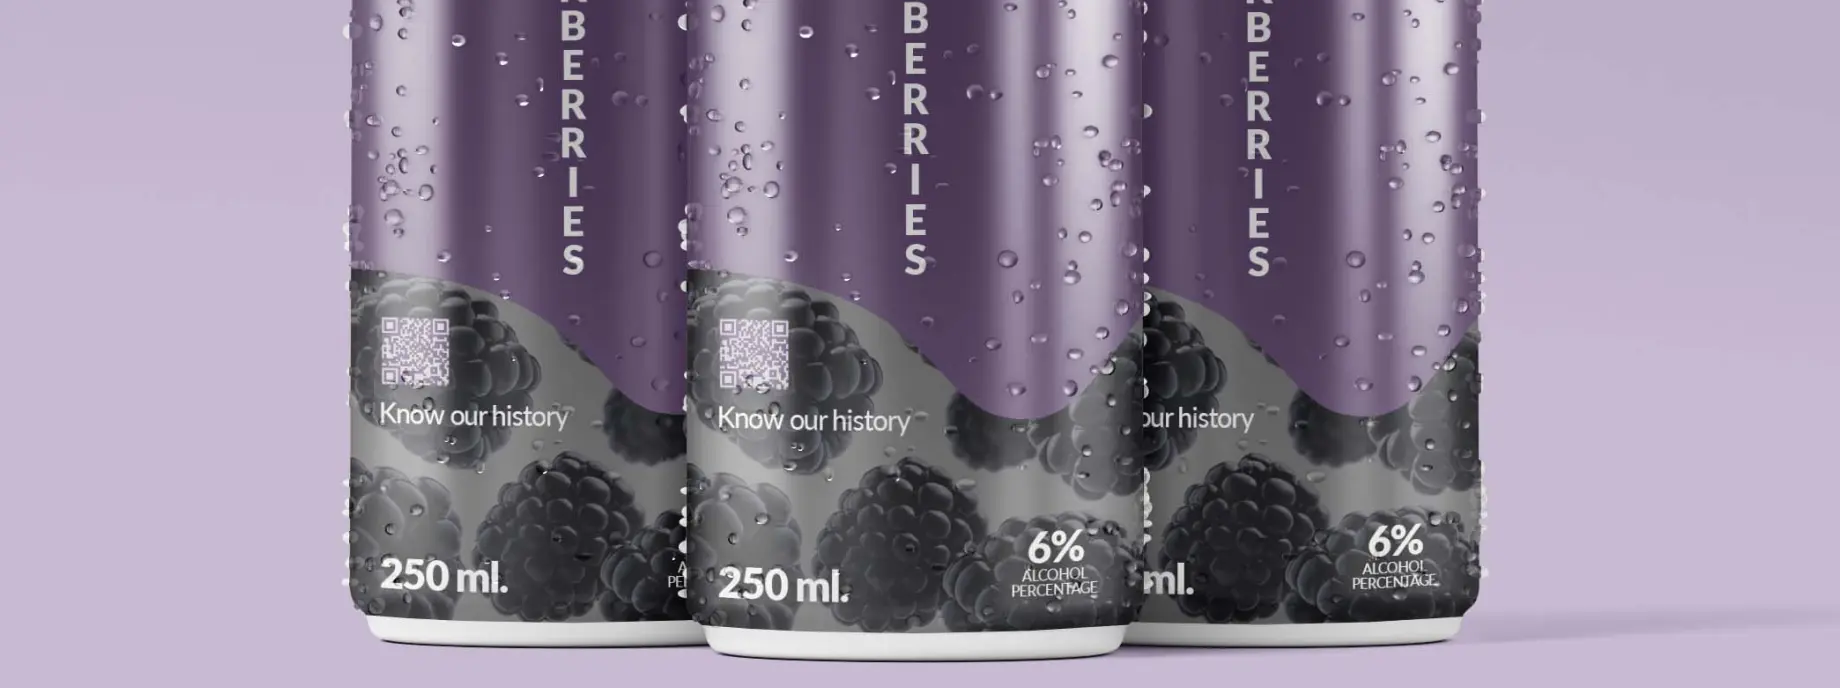 BERRIES
Know our history
250 ml.
BERRIES
Know our history
250 ml.
6%
ALCOHOL
PERCENTAGE
BERRIES
our history
ml.
6%
ALCOHOL
PERCENTAGE